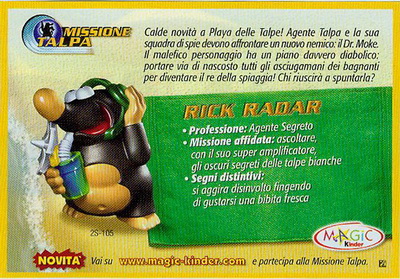 MISSIONE
TALPA
Calde novità a Playa delle Talpe! Agente Talpa e la sua
squadra di spie devono affrontare un nuovo nemico: il Dr. Moke.
Il malefico personaggio ha un piano davvero diabolico:
portare via di nascosto tutti gli asciugamani dei bagnanti
per diventare il re della spiaggia! Chi riuscirà a spuntarla?
RICK RADAR
• Professione: Agente Segreto
• Missione affidata: ascoltare,
con il suo super amplificatore,
gli oscuri segreti delle talpe bianche
• Segni distintivi:
si aggira disinvolto fingendo
di gustarsi una bibita fresca
2S-105
MAGIC
Kinder
NOVITA' Vai su www.magic-kinder.com e partecipa alla Missione Talpa.